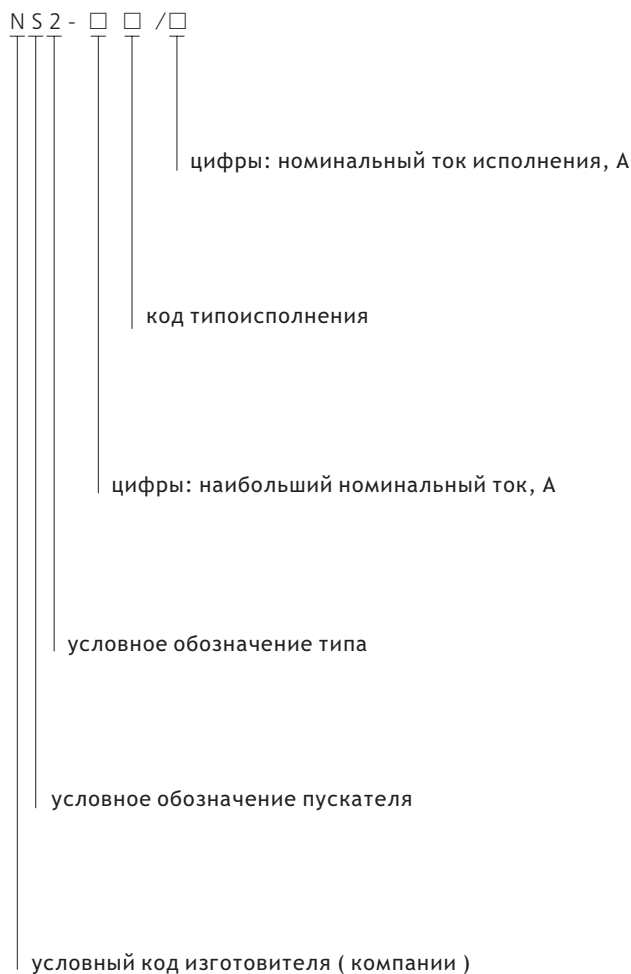 N S 2 - □ □ /□
цифры: номинальный ток исполнения, А
код типоисполнения
цифры: наибольший номинальный ток, А
условное обозначение типа
условное обозначение пускателя
условный код изготовителя ( компании )